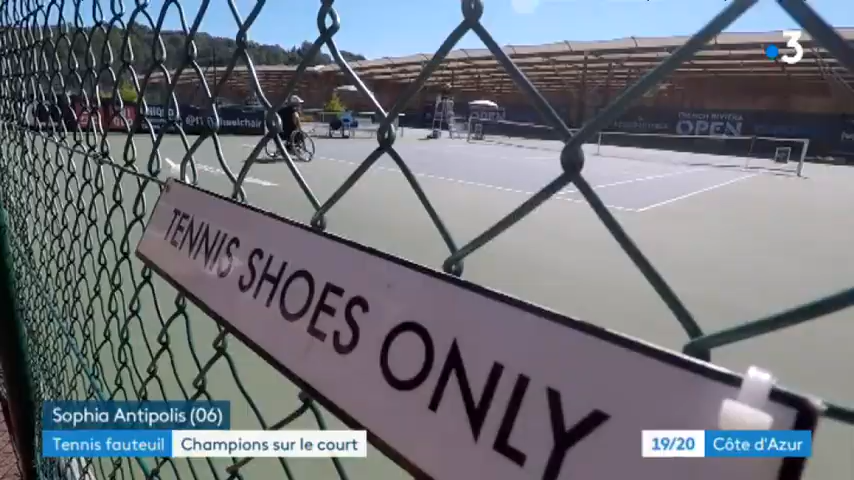 3
OPEN
TENNIS SHOES ONLY
Sophia Antipolis (06)
Tennis fauteuil Champions sur le court
19/20 Côte d'Azur